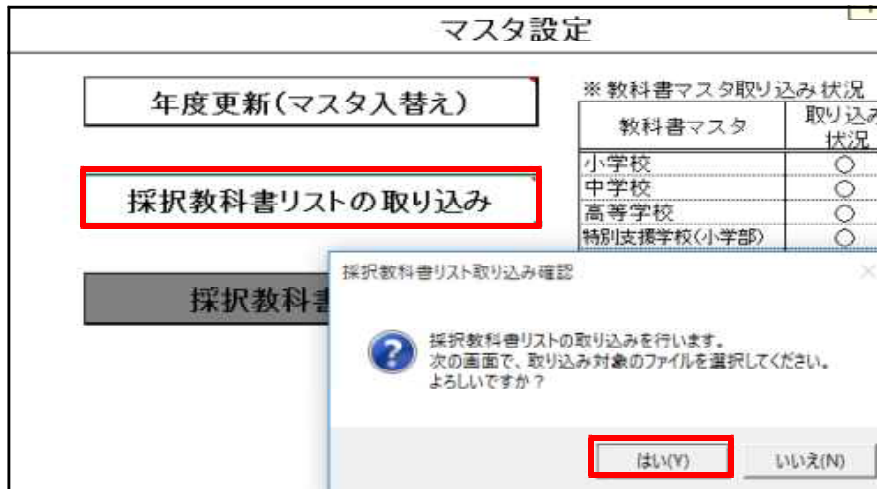 マスタ設定
年度更新(マスタ入替え)
採択教科書リストの取り込み
採択教科書
※教科書マスタ取り込み状況
教科書マスタ
取り込み
状況
小学校 ○
中学校 ○
高等学校 ○
特別支援学校(小学部) ○
採択教科書リスト取り込み確認
採択教科書リストの取り込みを行います。
次の画面で、取り込み対象のファイルを選択してください。
よろしいですか?
はい(Y)
いいえ(N)